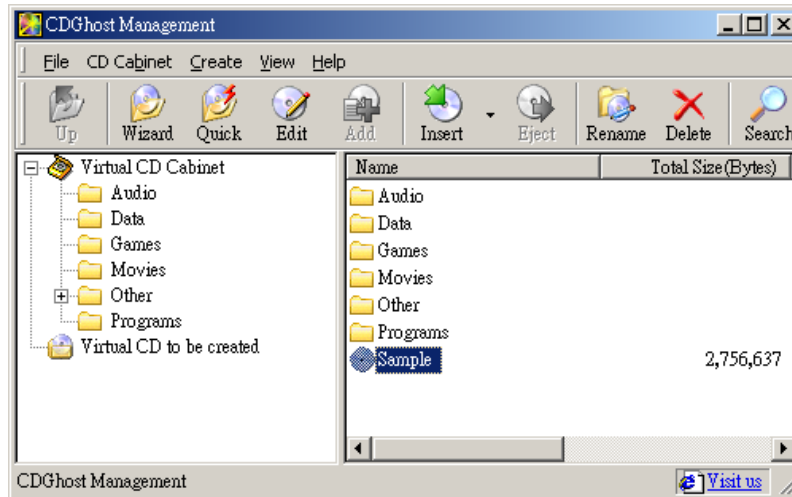 CDGhost Management
File CD Cabinet Create View Help
Up Wizard Quick Edit Add Insert Eject Rename Delete Search
Virtual CD Cabinet
Audio
Data
Games
Movies
Other
Programs
Virtual CD to be created
Name Total Size(Bytes)
Audio
Data
Games
Movies
Other
Programs
Sample 2,756,637
CDGhost Management Visit us